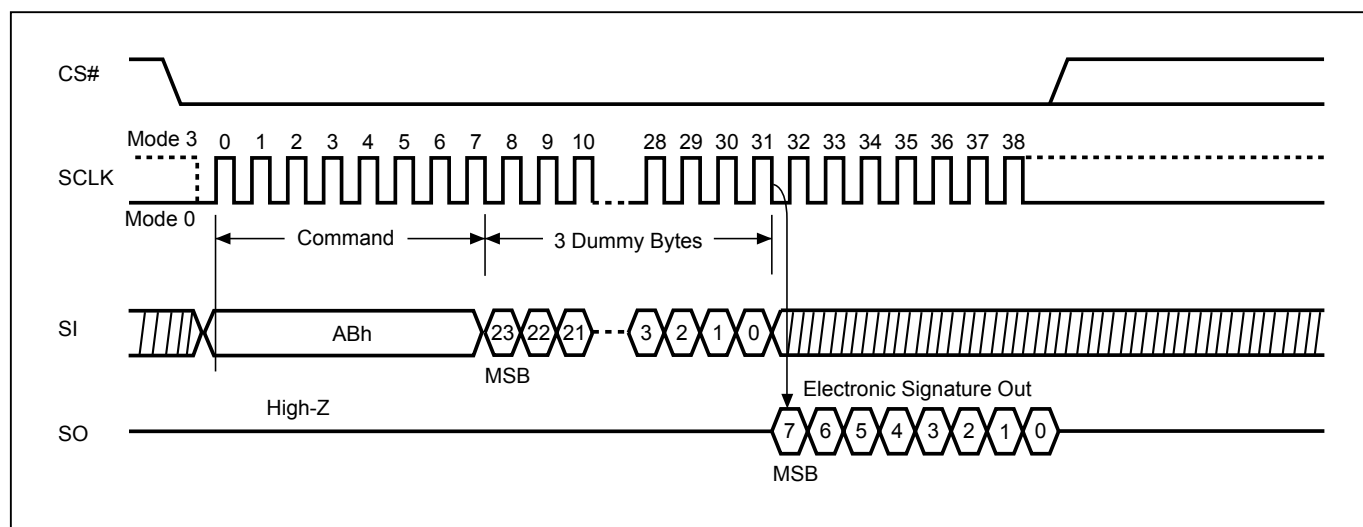 CS#
Mode 3
0 1 2 3 4 5 6 7 8 9 10 28 29 30 31 32 33 34 35 36 37 38
SCLK
Mode 0
Command
3 Dummy Bytes
SI
ABh
23 22 21 3 2 1 0
MSB
Electronic Signature Out
High-Z
SO
7 6 5 4 3 2 1 0
MSB